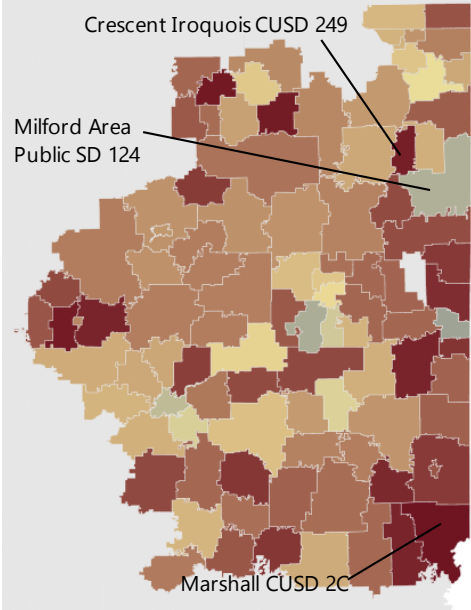 Crescent Iroquois CUSD 249
Milford Area
Public SD 124
Marshall CUSD 2C